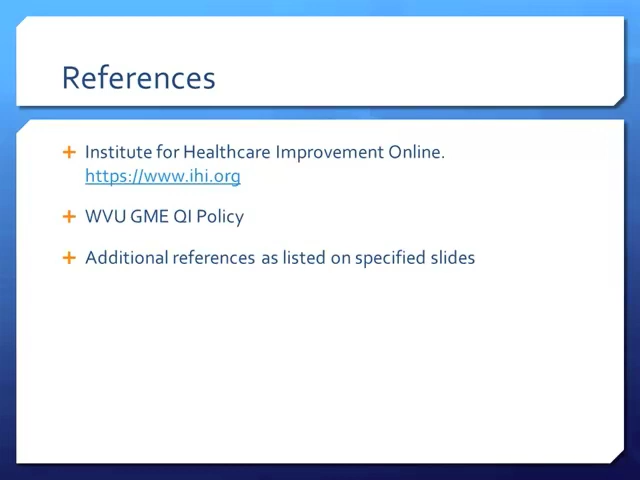 References
Institute for Healthcare Improvement Online.
https://www.ihi.org
WVU GME QI Policy
Additional references as listed on specified slides